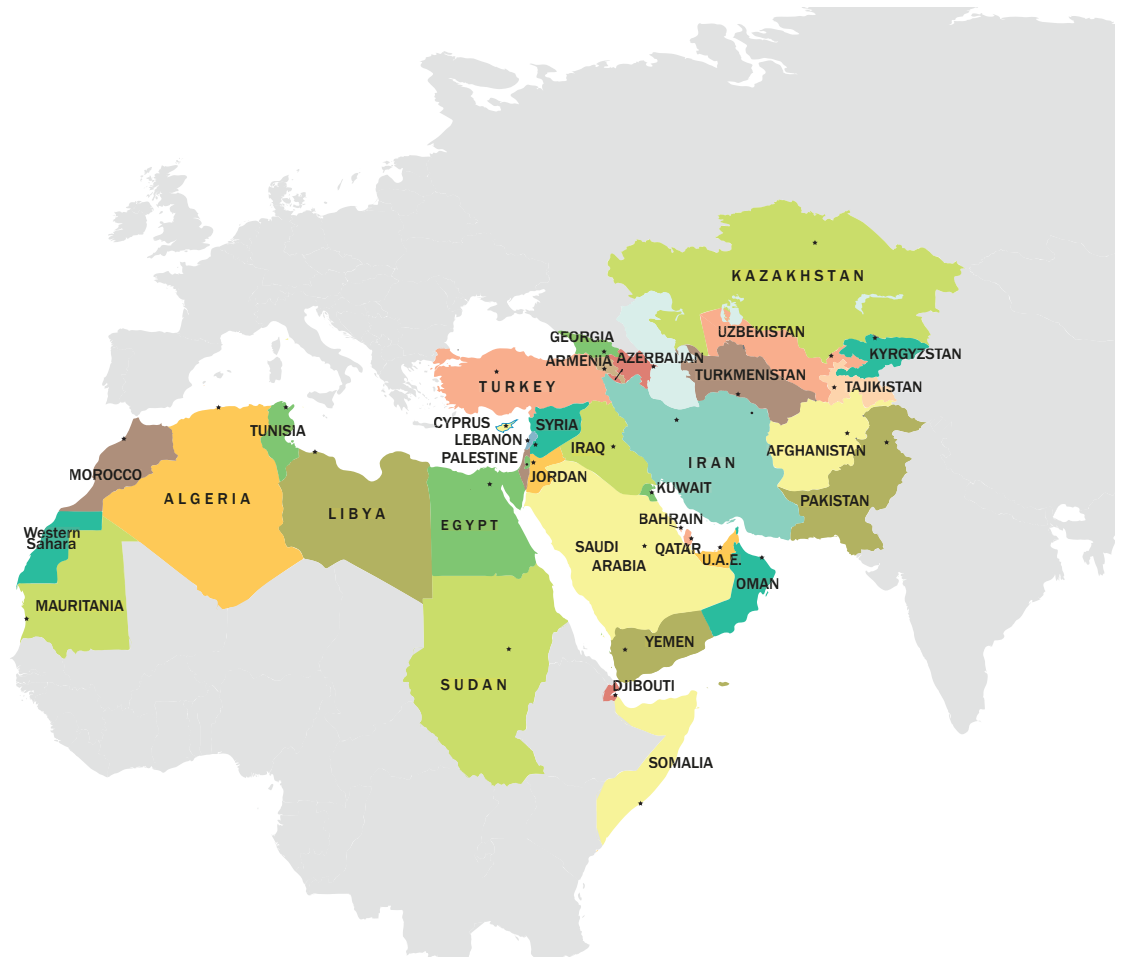 KAZAKHSTAN
UZBEKISTAN
GEORGIA
KYRGYZSTAN
ARMENIA
AZERBAIJAN
TURKMENISTAN
TURKEY
TAJIKISTAN
CYPRUS
SYRIA
TUNISIA
LEBANON
IRAQ
AFGHANISTAN
PALESTINE
IRAN
MOROCCO
JORDAN
KUWAIT
ALGERIA
PAKISTAN
LIBYA
BAHRAIN
EGYPT
Western
Sahara
SAUDI
ARABIA
QATAR
U.A.E.
OMAN
MAURITANIA
YEMEN
SUDAN
DJIBOUTI
SOMALIA